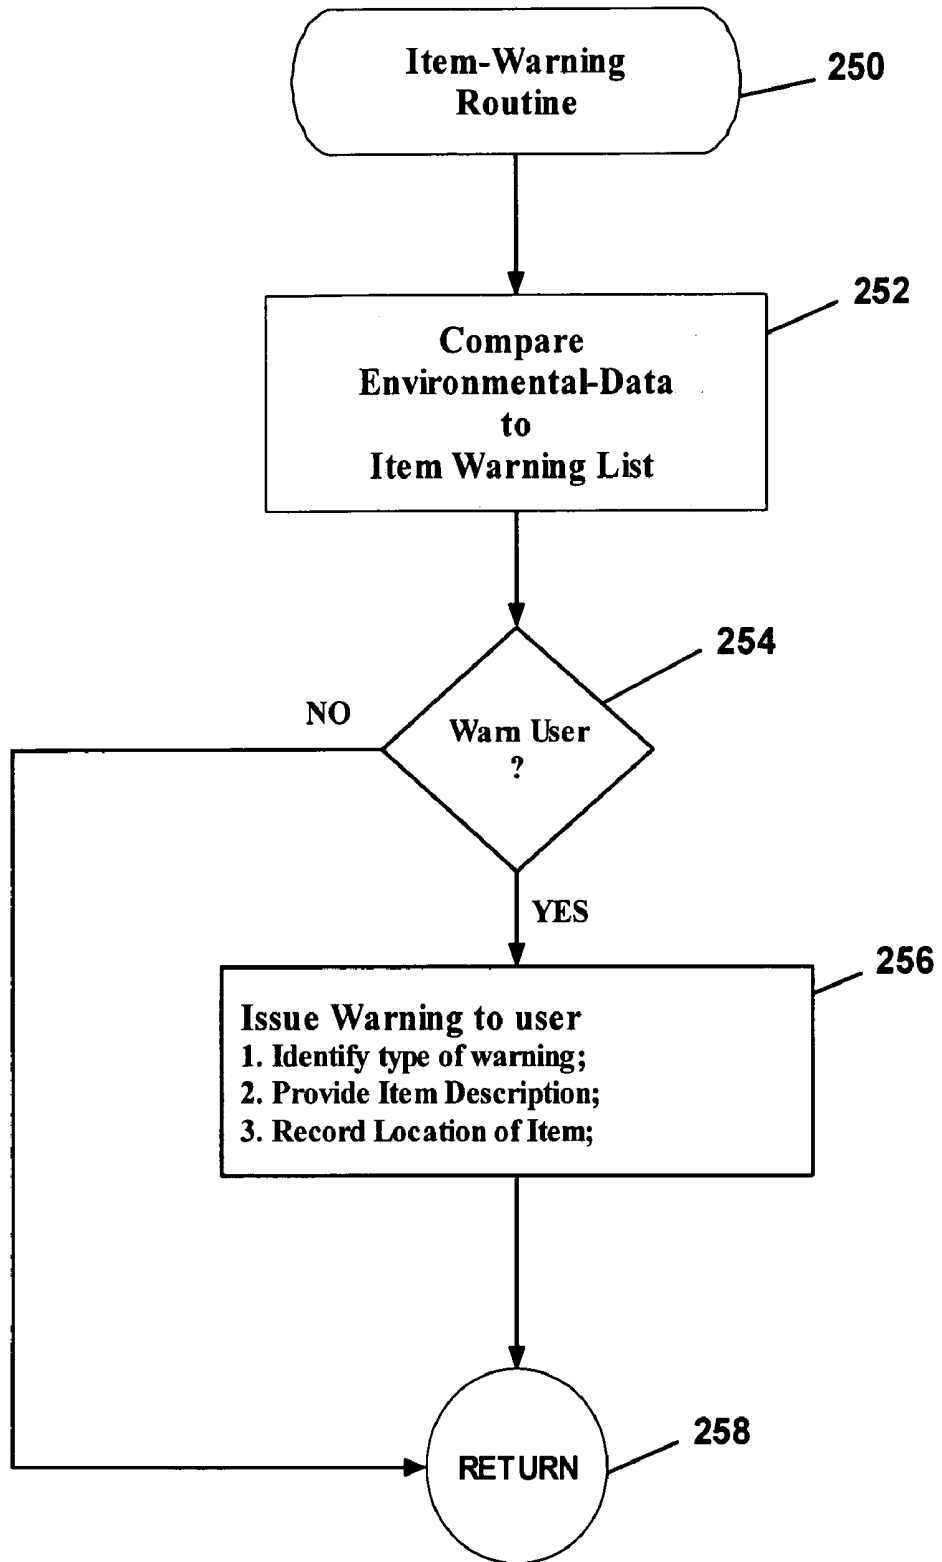 Item-Warning
Routine
250
252
Compare
Environmental-Data
to
Item Warning List
254
NO
Warn User
?
YES
256
Issue Warning to user
1. Identify type of warning;
2. Provide Item Description;
3. Record Location of Item;
258
RETURN